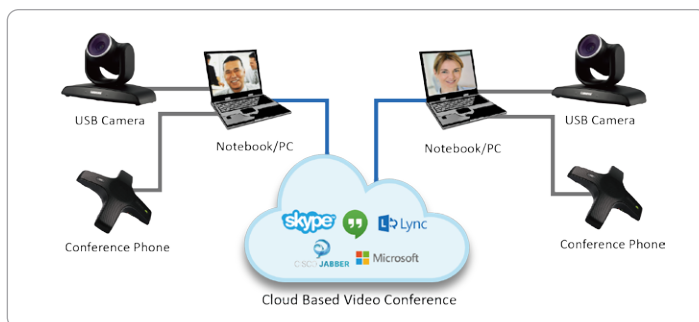 USB Camera
Notebook/PC
Conference Phone
USB Camera
Notebook/PC
Conference Phone
skype
Lync
CISCO JABBER
Microsoft
Cloud Based Video Conference